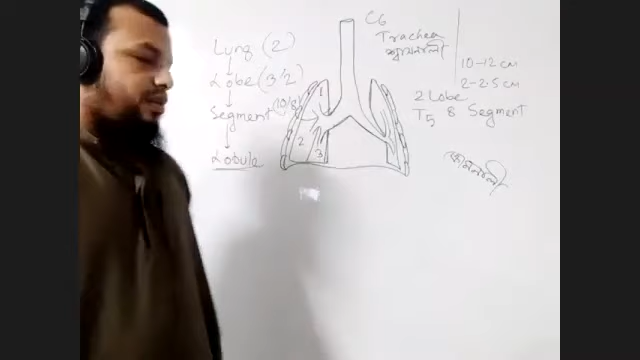 Lung (2)
Lobe (3/2)
Segment (10/8)
Lobule
C6
Trachea
শ্বাসনালী
10-12 cm
2-2.5 cm
2 Lobe
T5 8 Segment
1
2
3